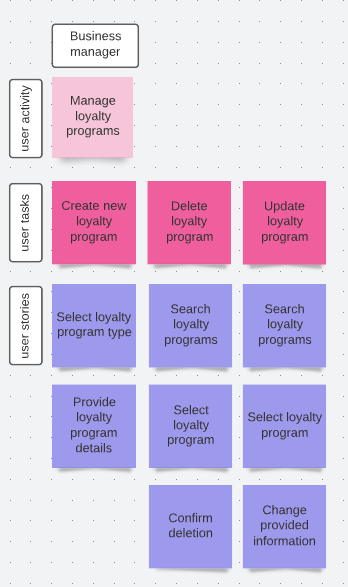 Business
manager
user activity
Manage
loyalty
programs
user tasks
Create new
loyalty
program
Delete
loyalty
program
Update
loyalty
program
user stories
Select loyalty
program type
Search
loyalty
programs
Search
loyalty
programs
Provide
loyalty
program
details
Select
loyalty
program
Select loyalty
program
Confirm
deletion
Change
provided
information